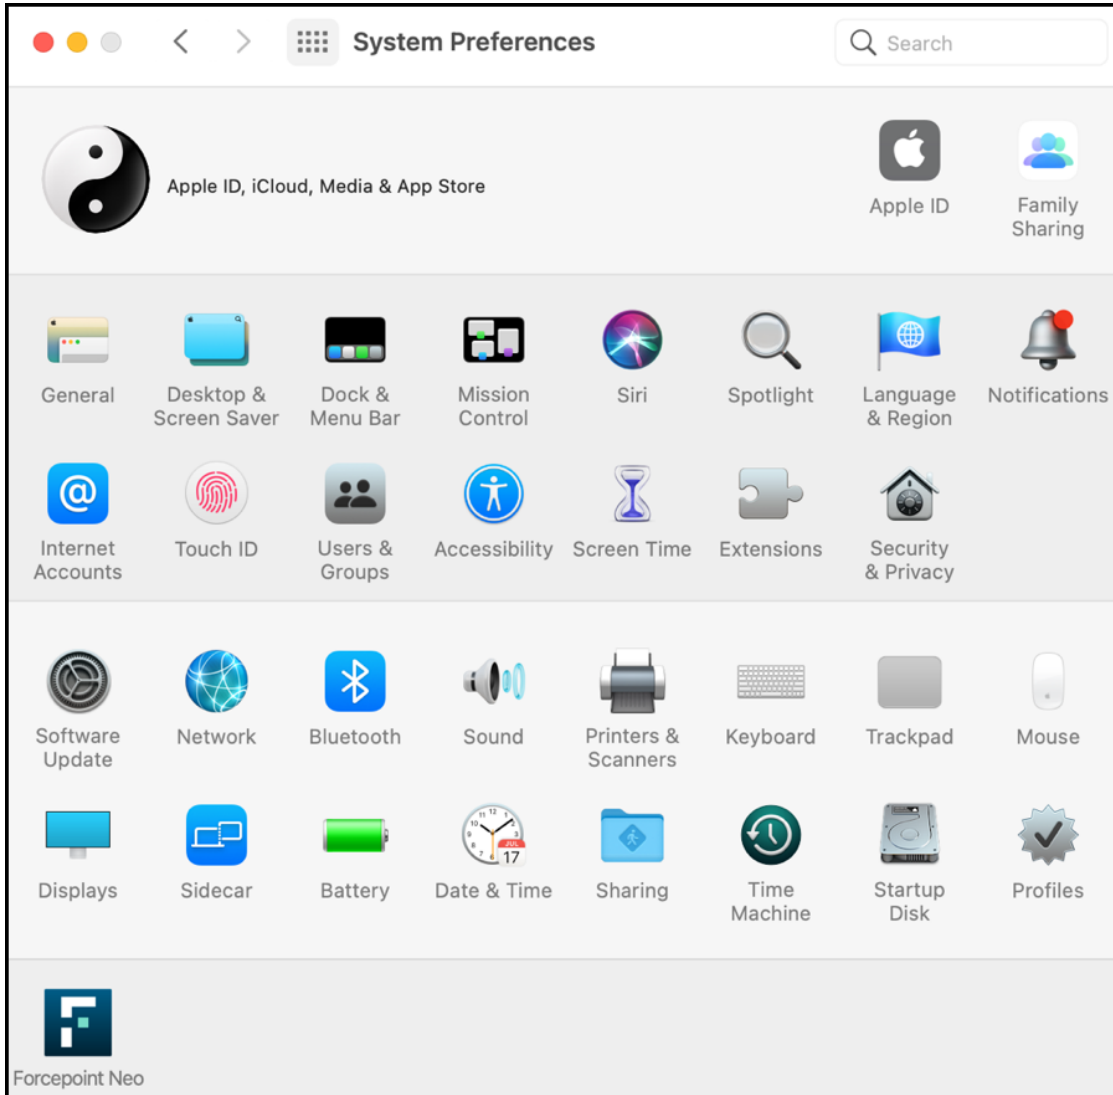 System Preferences
Search
Apple ID, iCloud, Media & App Store
Apple ID
Family
Sharing
General
Desktop &
Screen Saver
Dock &
Menu Bar
Mission
Control
Siri
Spotlight
Language
& Region
Notifications
Internet
Accounts
Touch ID
Users &
Groups
Accessibility
Screen Time
Extensions
Security
& Privacy
Software
Update
Network
Bluetooth
Sound
Printers &
Scanners
Keyboard
Trackpad
Mouse
Displays
Sidecar
Battery
JUL
17
Date & Time
Sharing
Time
Machine
Startup
Disk
Profiles
Forcepoint Neo